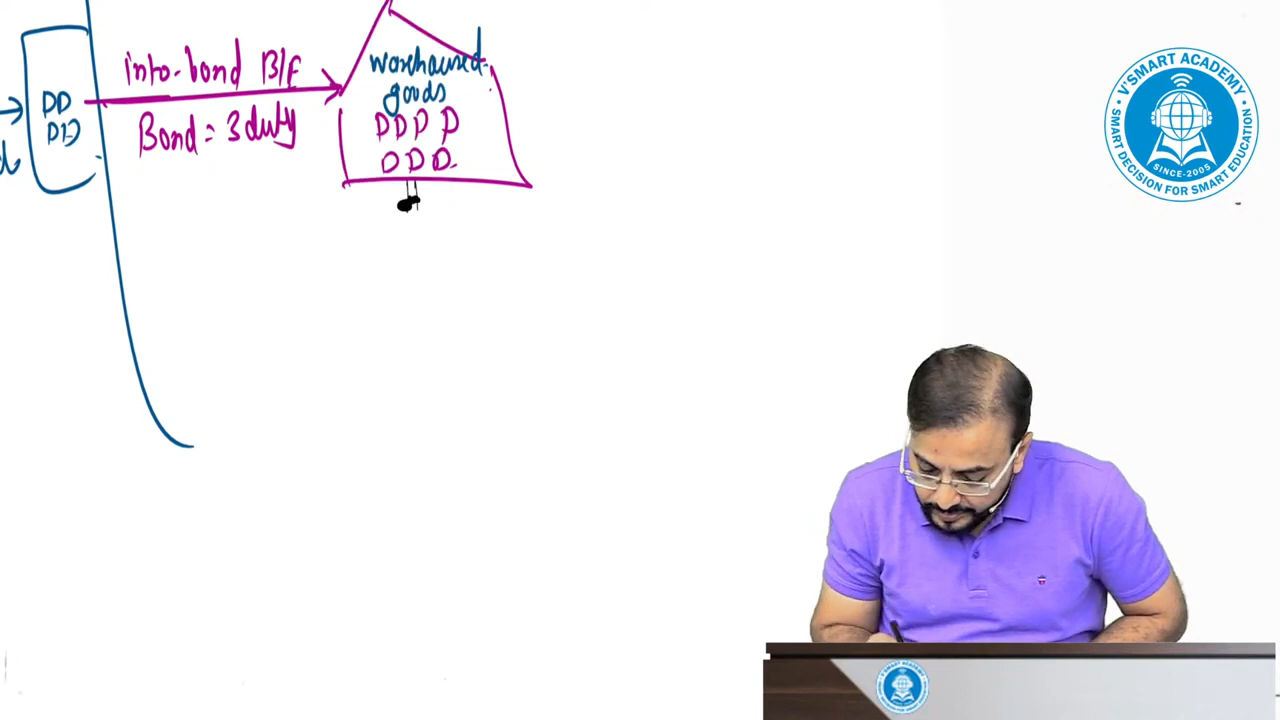 into-bond B/E
Bond = 3 duty
warehoused
goods
DD
DD
DDDD
DDD
V'SMART ACADEMY
SMART DECISION FOR SMART EDUCATION
SINCE-2005